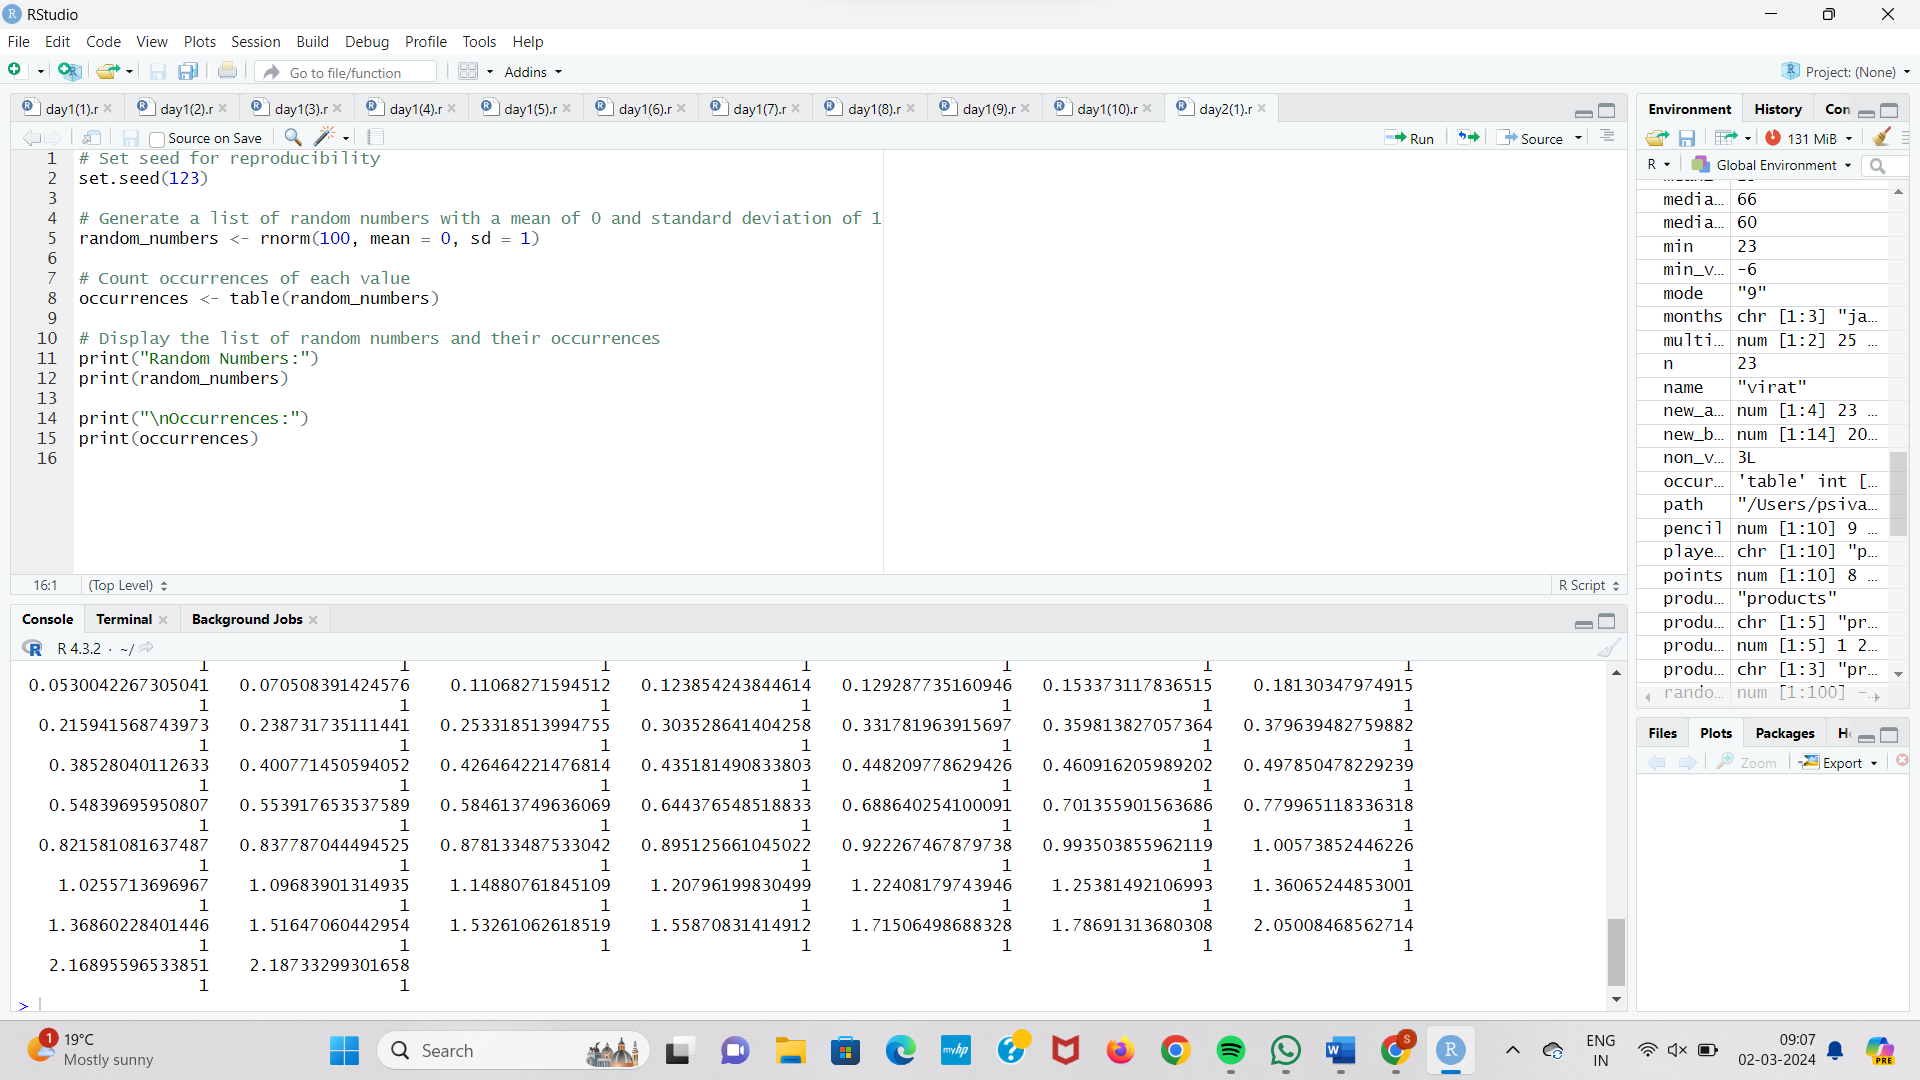 RStudio
File Edit Code View Plots Session Build Debug Profile Tools Help
Go to file/function Addins Project: (None)
day1(1).r day1(2).r day1(3).r day1(4).r day1(5).r day1(6).r day1(7).r day1(8).r day1(9).r day1(10).r day2(1).r
Source on Save Run Source
1 # Set seed for reproducibility
2 set.seed(123)
3
4 # Generate a list of random numbers with a mean of 0 and standard deviation of 1
5 random_numbers <- rnorm(100, mean = 0, sd = 1)
6
7 # Count occurrences of each value
8 occurrences <- table(random_numbers)
9
10 # Display the list of random numbers and their occurrences
11 print("Random Numbers:")
12 print(random_numbers)
13
14 print("\nOccurrences:")
15 print(occurrences)
16
16:1 (Top Level) R Script
Console Terminal Background Jobs
R 4.3.2 · ~/
1 1 1 1 1 1 1
0.0530042267305041 0.070508391424576 0.11068271594512 0.123854243844614 0.129287735160946 0.153373117836515 0.18130347974915
1 1 1 1 1 1 1
0.215941568743973 0.238731735111441 0.253318513994755 0.303528641404258 0.331781963915697 0.359813827057364 0.379639482759882
1 1 1 1 1 1 1
0.38528040112633 0.400771450594052 0.426464221476814 0.435181490833803 0.448209778629426 0.460916205989202 0.497850478229239
1 1 1 1 1 1 1
0.54839695950807 0.553917653537589 0.584613749636069 0.644376548518833 0.688640254100091 0.701355901563686 0.779965118336318
1 1 1 1 1 1 1
0.821581081637487 0.837787044494525 0.878133487533042 0.895125661045022 0.922267467879738 0.993503855962119 1.00573852446226
1 1 1 1 1 1 1
1.0255713696967 1.09683901314935 1.14880761845109 1.20796199830499 1.22408179743946 1.25381492106993 1.36065244853001
1 1 1 1 1 1 1
1.36860228401446 1.51647060442954 1.53261062618519 1.55870831414912 1.71506498688328 1.78691313680308 2.05008468562714
1 1 1 1 1 1 1
2.16895596533851 2.18733299301658
1 1
>
Environment History Con
131 MiB
R Global Environment
media... 66
media... 60
min 23
min_v... -6
mode "9"
months chr [1:3] "ja...
multi... num [1:2] 25 ...
n 23
name "virat"
new_a... num [1:4] 23 ...
new_b... num [1:14] 20...
non_v... 3L
occur... 'table' int [...
path "/Users/psiva...
pencil num [1:10] 9 ...
playe... chr [1:10] "p...
points num [1:10] 8 ...
produ... "products"
produ... chr [1:5] "pr...
produ... num [1:5] 1 2...
produ... chr [1:3] "pr...
rando... num [1:100] -...
Files Plots Packages H
Zoom Export
1 19°C
Mostly sunny
Search
myhp
S
R
ENG
IN
09:07
02-03-2024
PRE